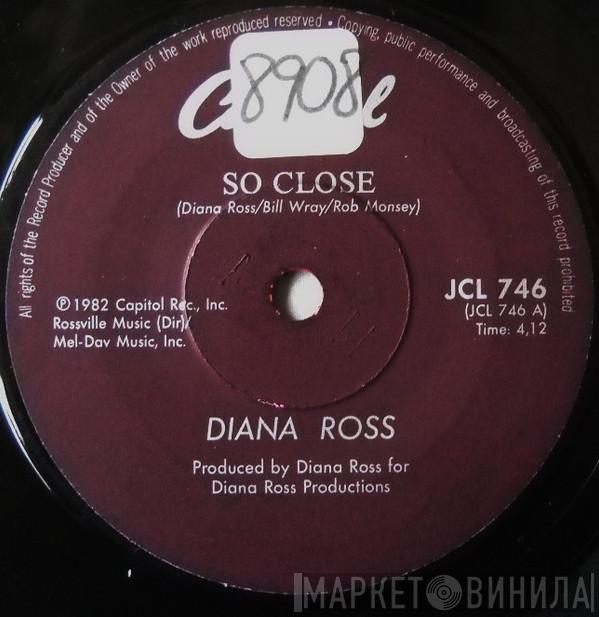 All rights of the Record Producer and of the Owner of the work reproduced reserved • Copying, public performance and broadcasting of this record prohibited
8908
SO CLOSE
(Diana Ross/Bill Wray/Rob Monsey)
℗ 1982 Capitol Rec., Inc.
Rossville Music (Dir)/
Mel-Dav Music, Inc.
JCL 746
(JCL 746 A)
Time: 4,12
DIANA ROSS
Produced by Diana Ross for
Diana Ross Productions
МАРКЕТ ВИНИЛА